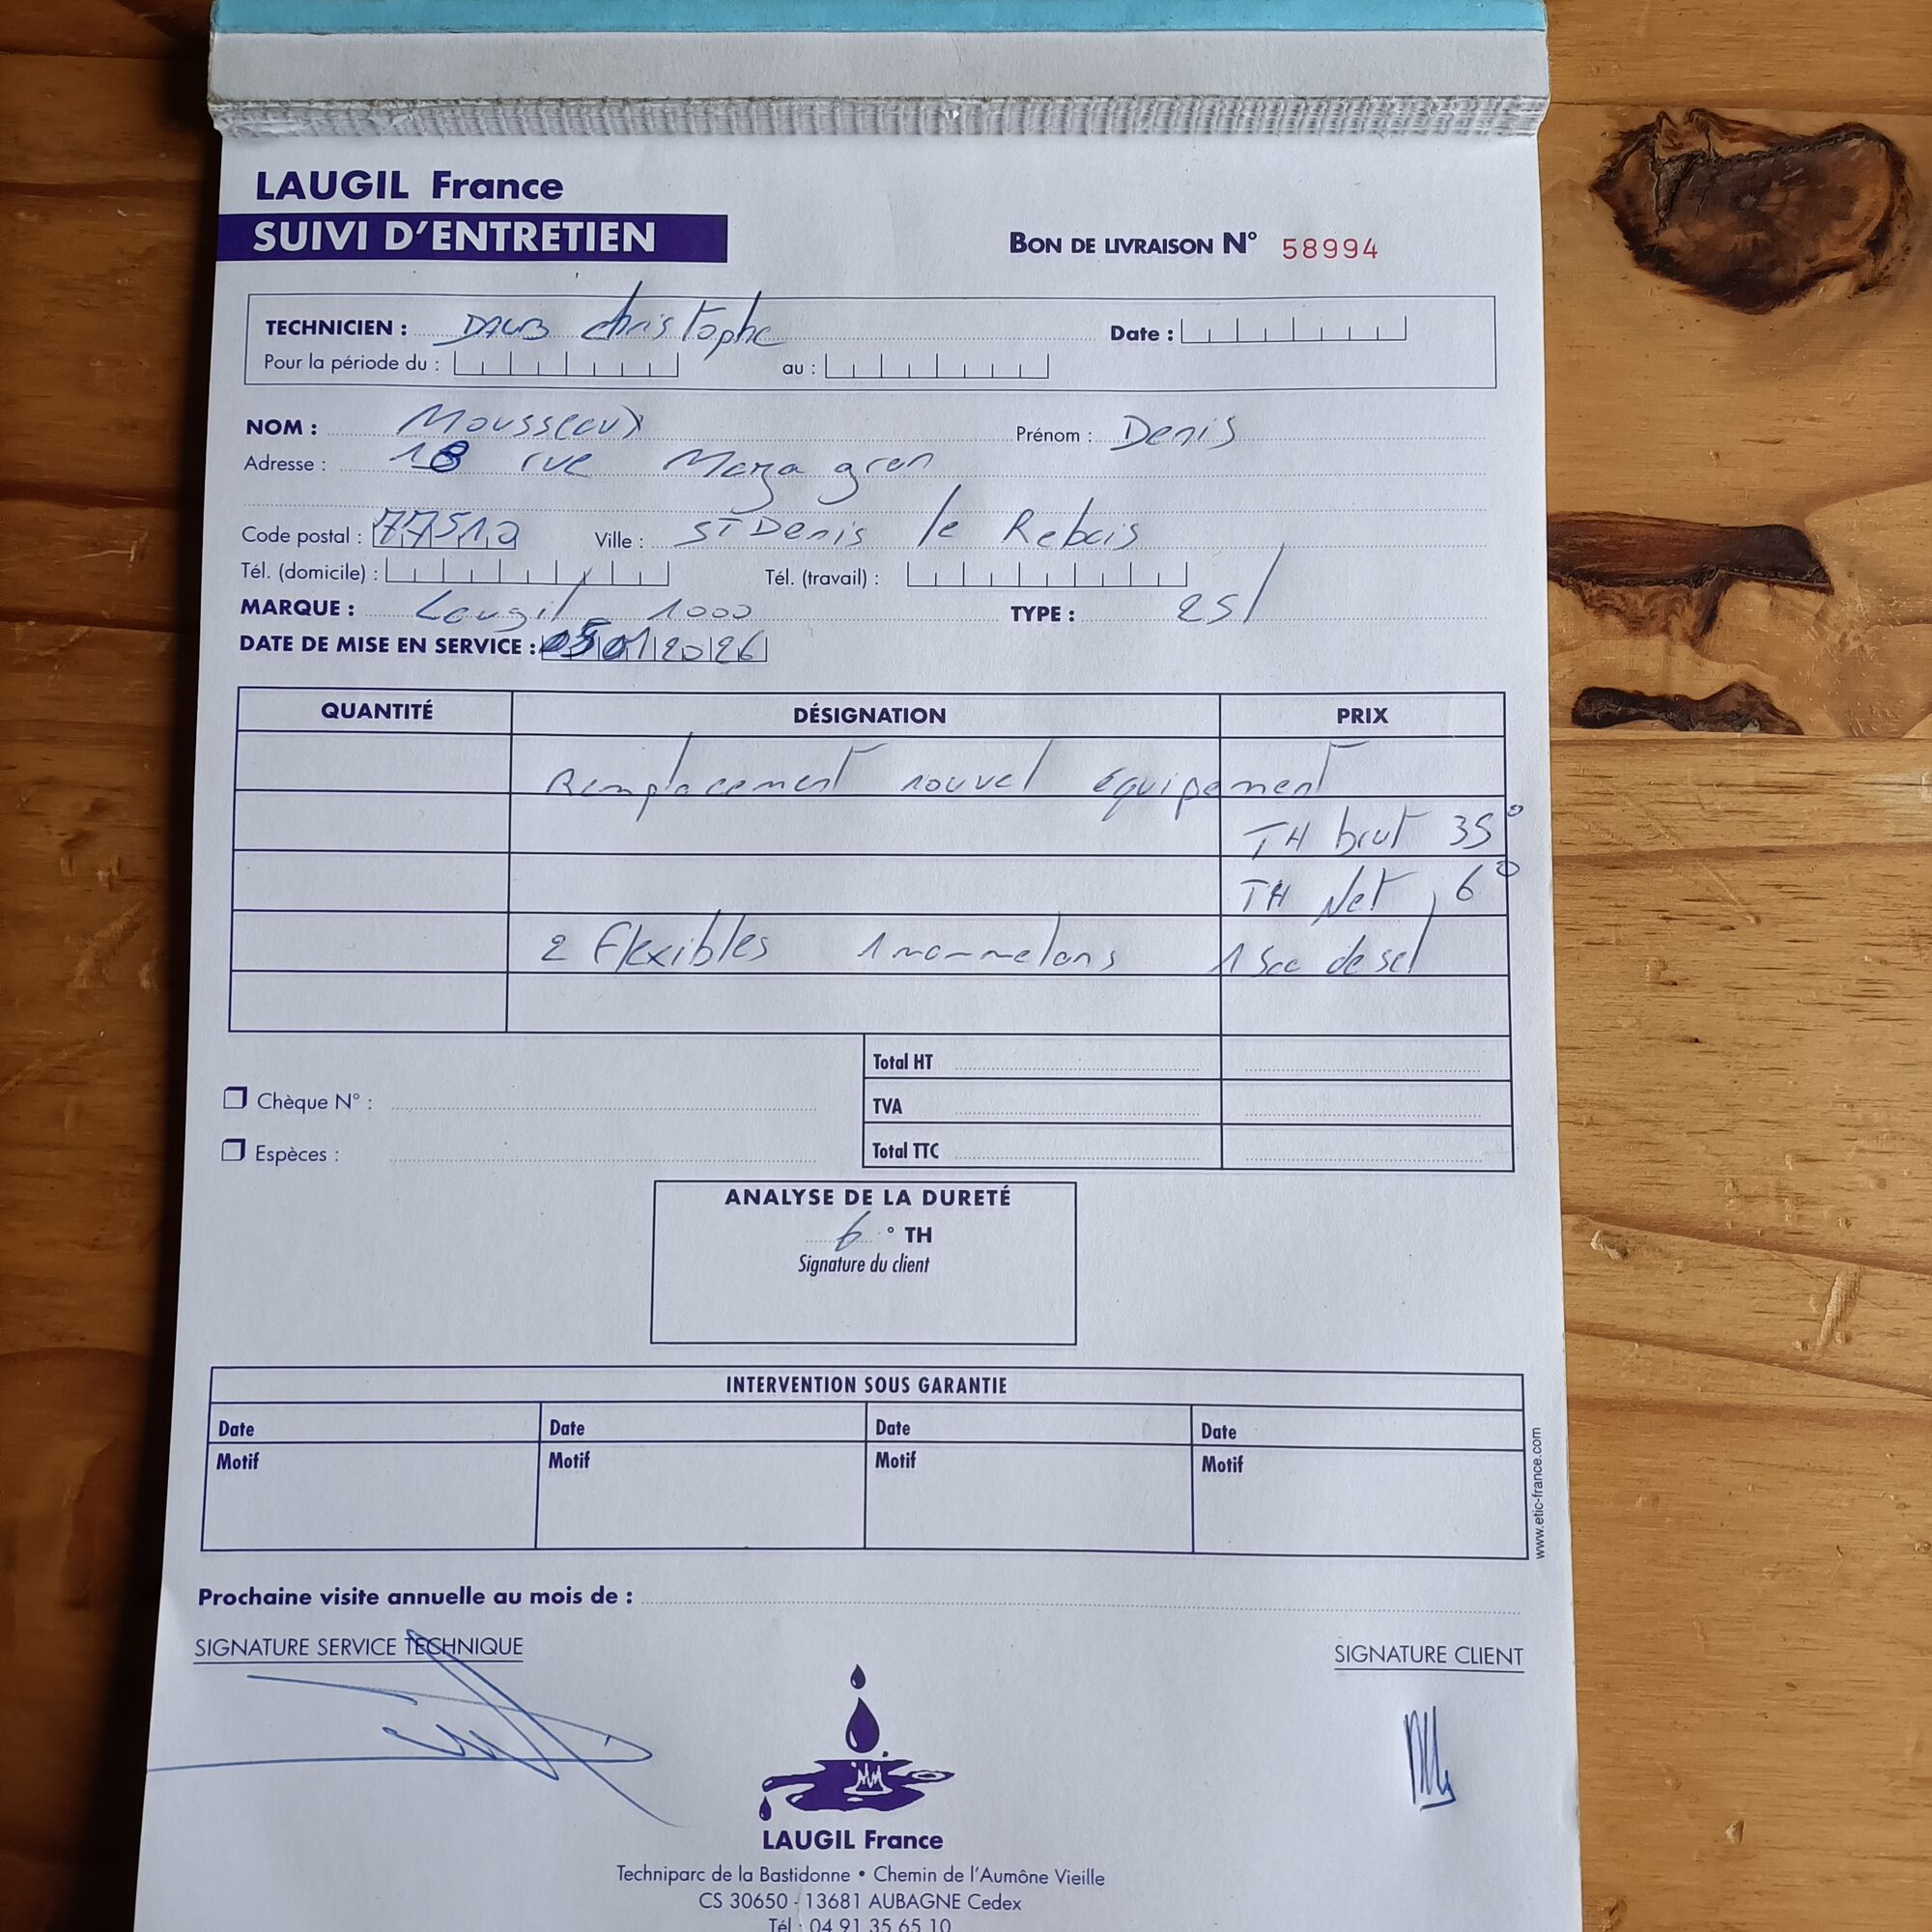 LAUGIL France
SUIVI D'ENTRETIEN
BON DE LIVRAISON N° 58994
TECHNICIEN : Christophe Date :
Pour la période du : au :
NOM : Mousseaux Prénom : Denis
Adresse : 18 rue Mazagran
Code postal : 77510 Ville : ST Denis le Rebais
Tél. (domicile) : Tél. (travail) :
MARQUE : Laugil 1000 TYPE : 25l
DATE DE MISE EN SERVICE : 05 01 2026
QUANTITÉ DÉSIGNATION PRIX
Remplacement nouvel équipement
TH brut 35°
TH Net 6°
2 Flexibles 1 mammelons 1 Sac de sel
Total HT
Chèque N° :
TVA
Espèces :
Total TTC
ANALYSE DE LA DURETÉ
6 ° TH
Signature du client
INTERVENTION SOUS GARANTIE
Date Date Date Date
Motif Motif Motif Motif
www.etic-france.com
Prochaine visite annuelle au mois de :
SIGNATURE SERVICE TECHNIQUE SIGNATURE CLIENT
LAUGIL France
Techniparc de la Bastidonne • Chemin de l'Aumône Vieille
CS 30650 - 13681 AUBAGNE Cedex
Tél : 04 91 35 65 10